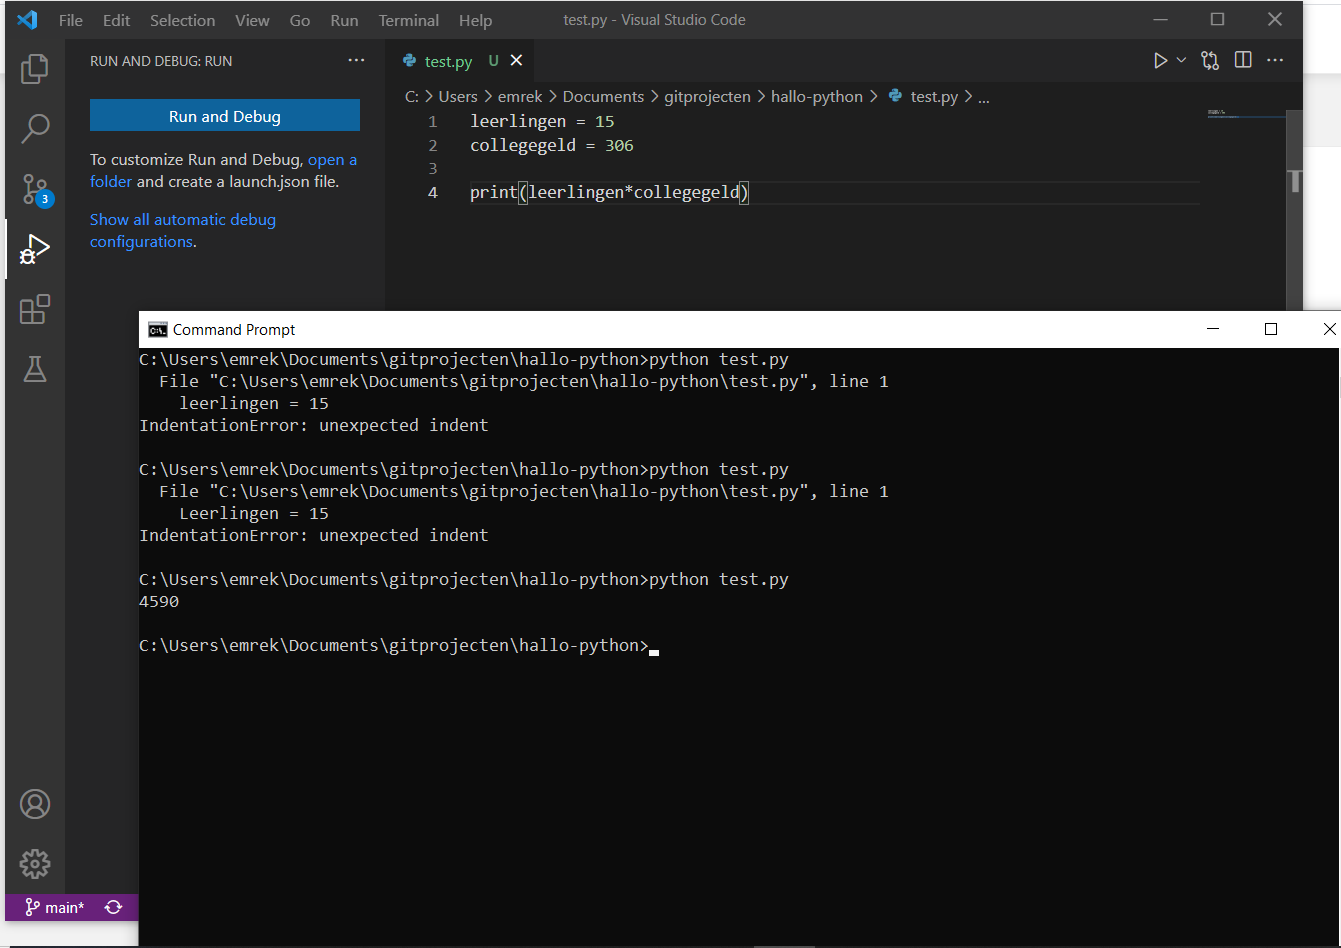 File Edit Selection View Go Run Terminal Help test.py - Visual Studio Code
RUN AND DEBUG: RUN ···
test.py U
Run and Debug
C: > Users > emrek > Documents > gitprojecten > hallo-python > test.py > ...
1 leerlingen = 15
2 collegegeld = 306
3
4 print(leerlingen*collegegeld)
To customize Run and Debug, open a
folder and create a launch.json file.
3
Show all automatic debug
configurations.
Command Prompt
C:\Users\emrek\Documents\gitprojecten\hallo-python>python test.py
  File "C:\Users\emrek\Documents\gitprojecten\hallo-python\test.py", line 1
    leerlingen = 15
IndentationError: unexpected indent
C:\Users\emrek\Documents\gitprojecten\hallo-python>python test.py
  File "C:\Users\emrek\Documents\gitprojecten\hallo-python\test.py", line 1
    Leerlingen = 15
IndentationError: unexpected indent
C:\Users\emrek\Documents\gitprojecten\hallo-python>python test.py
4590
C:\Users\emrek\Documents\gitprojecten\hallo-python>
main*